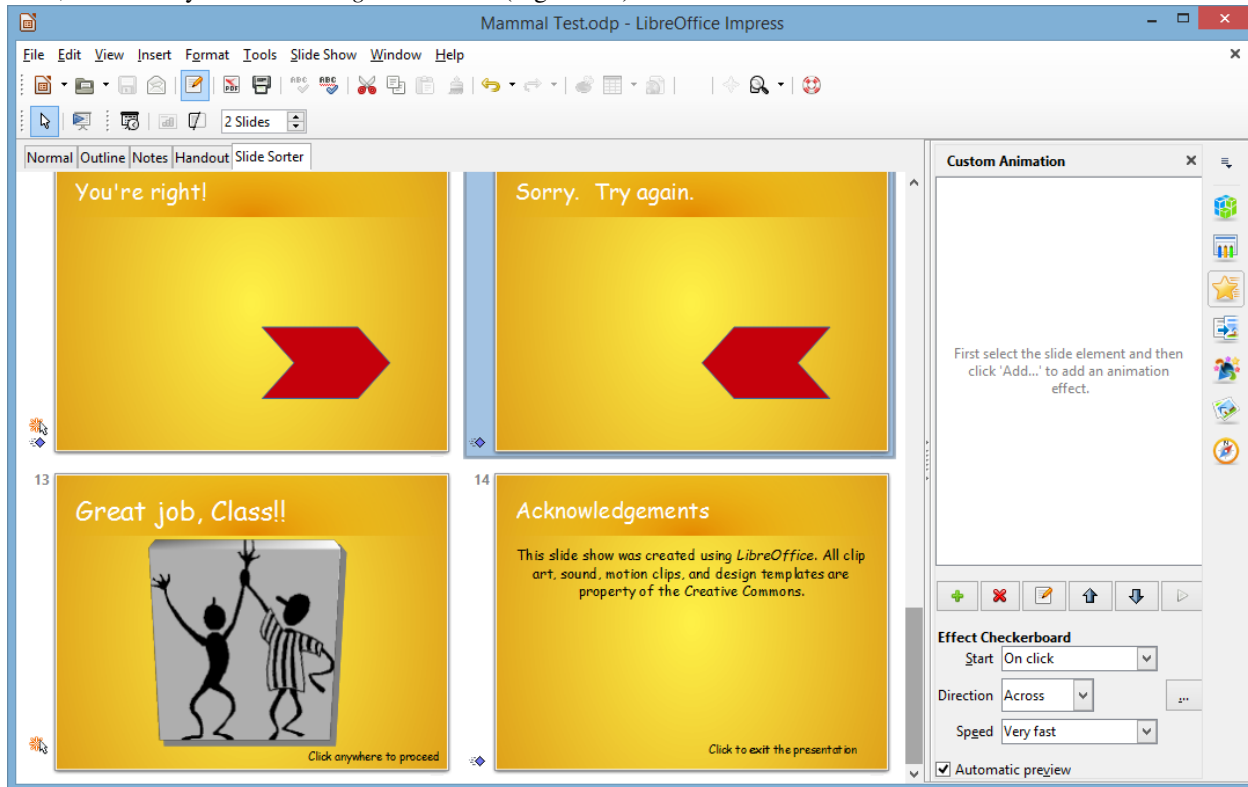 Mammal Test.odp - LibreOffice Impress
File Edit View Insert Format Tools Slide Show Window Help
PDF ABC ABC
2 Slides
Normal Outline Notes Handout Slide Sorter
Custom Animation
You're right!
Sorry. Try again.
First select the slide element and then
click 'Add...' to add an animation
effect.
13
Great job, Class!!
Click anywhere to proceed
14
Acknowledgements
This slide show was created using LibreOffice. All clip
art, sound, motion clips, and design templates are
property of the Creative Commons.
Click to exit the presentation
Effect Checkerboard
Start On click
Direction Across ...
Speed Very fast
Automatic preview